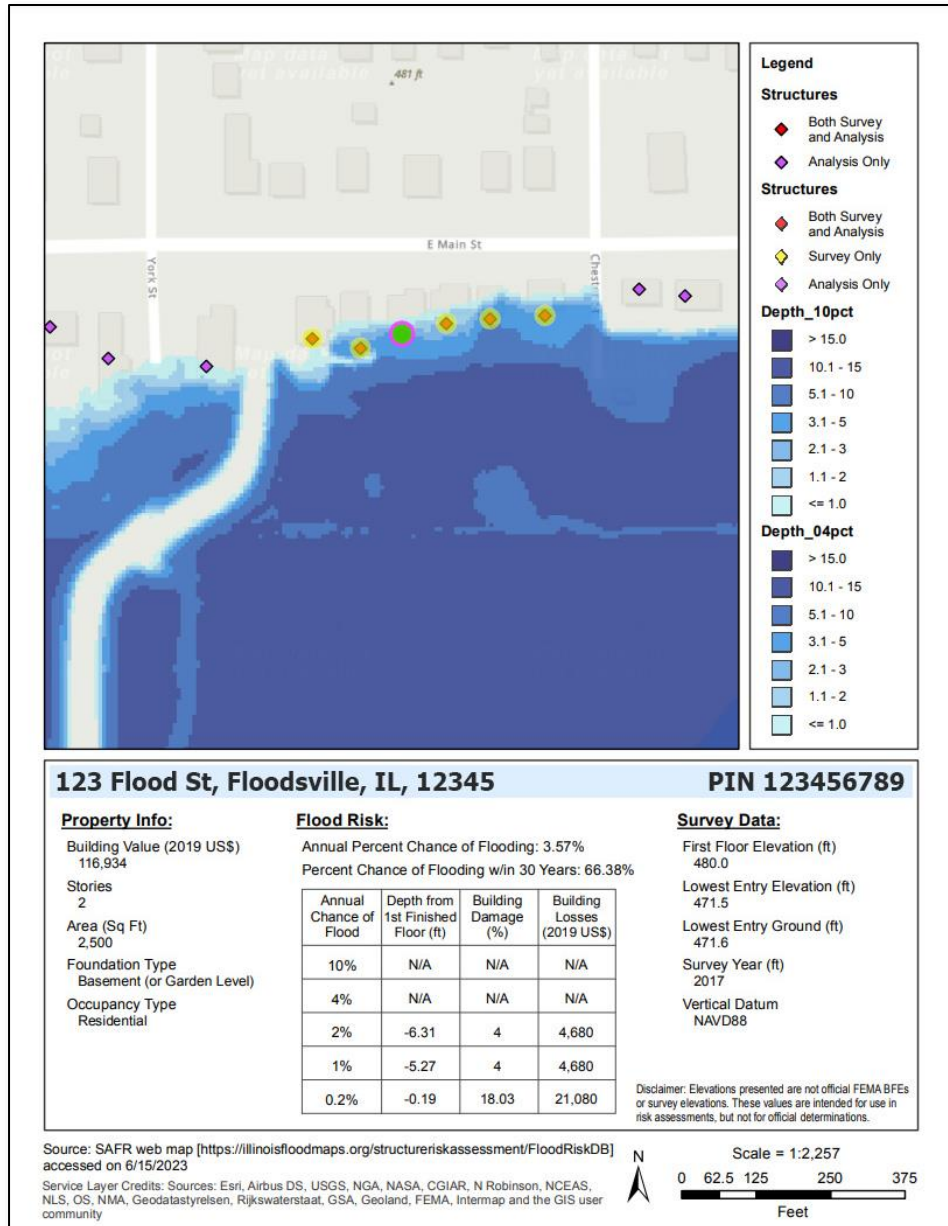 Map data
yet available
481 ft
E Main St
York St
Legend
Structures
Both Survey
and Analysis
Analysis Only
Structures
Both Survey
and Analysis
Survey Only
Analysis Only
Depth_10pct
> 15.0
10.1 - 15
5.1 - 10
3.1 - 5
2.1 - 3
1.1 - 2
<= 1.0
Depth_04pct
> 15.0
10.1 - 15
5.1 - 10
3.1 - 5
2.1 - 3
1.1 - 2
<= 1.0
123 Flood St, Floodsville, IL, 12345 PIN 123456789
Property Info:
Building Value (2019 US$)
116,934
Stories
2
Area (Sq Ft)
2,500
Foundation Type
Basement (or Garden Level)
Occupancy Type
Residential
Flood Risk:
Annual Percent Chance of Flooding: 3.57%
Percent Chance of Flooding w/in 30 Years: 66.38%
Annual Chance of Flood Depth from 1st Finished Floor (ft) Building Damage (%) Building Losses (2019 US$)
10% N/A N/A N/A
4% N/A N/A N/A
2% -6.31 4 4,680
1% -5.27 4 4,680
0.2% -0.19 18.03 21,080
Survey Data:
First Floor Elevation (ft)
480.0
Lowest Entry Elevation (ft)
471.5
Lowest Entry Ground (ft)
471.6
Survey Year (ft)
2017
Vertical Datum
NAVD88
Disclaimer: Elevations presented are not official FEMA BFEs
or survey elevations. These values are intended for use in
risk assessments, but not for official determinations.
Source: SAFR web map [https://illinoisfloodmaps.org/structureriskassessment/FloodRiskDB]
accessed on 6/15/2023
Service Layer Credits: Sources: Esri, Airbus DS, USGS, NGA, NASA, CGIAR, N Robinson, NCEAS,
NLS, OS, NMA, Geodatastyrelsen, Rijkswaterstaat, GSA, Geoland, FEMA, Intermap and the GIS user
community
N
Scale = 1:2,257
0 62.5 125 250 375
Feet